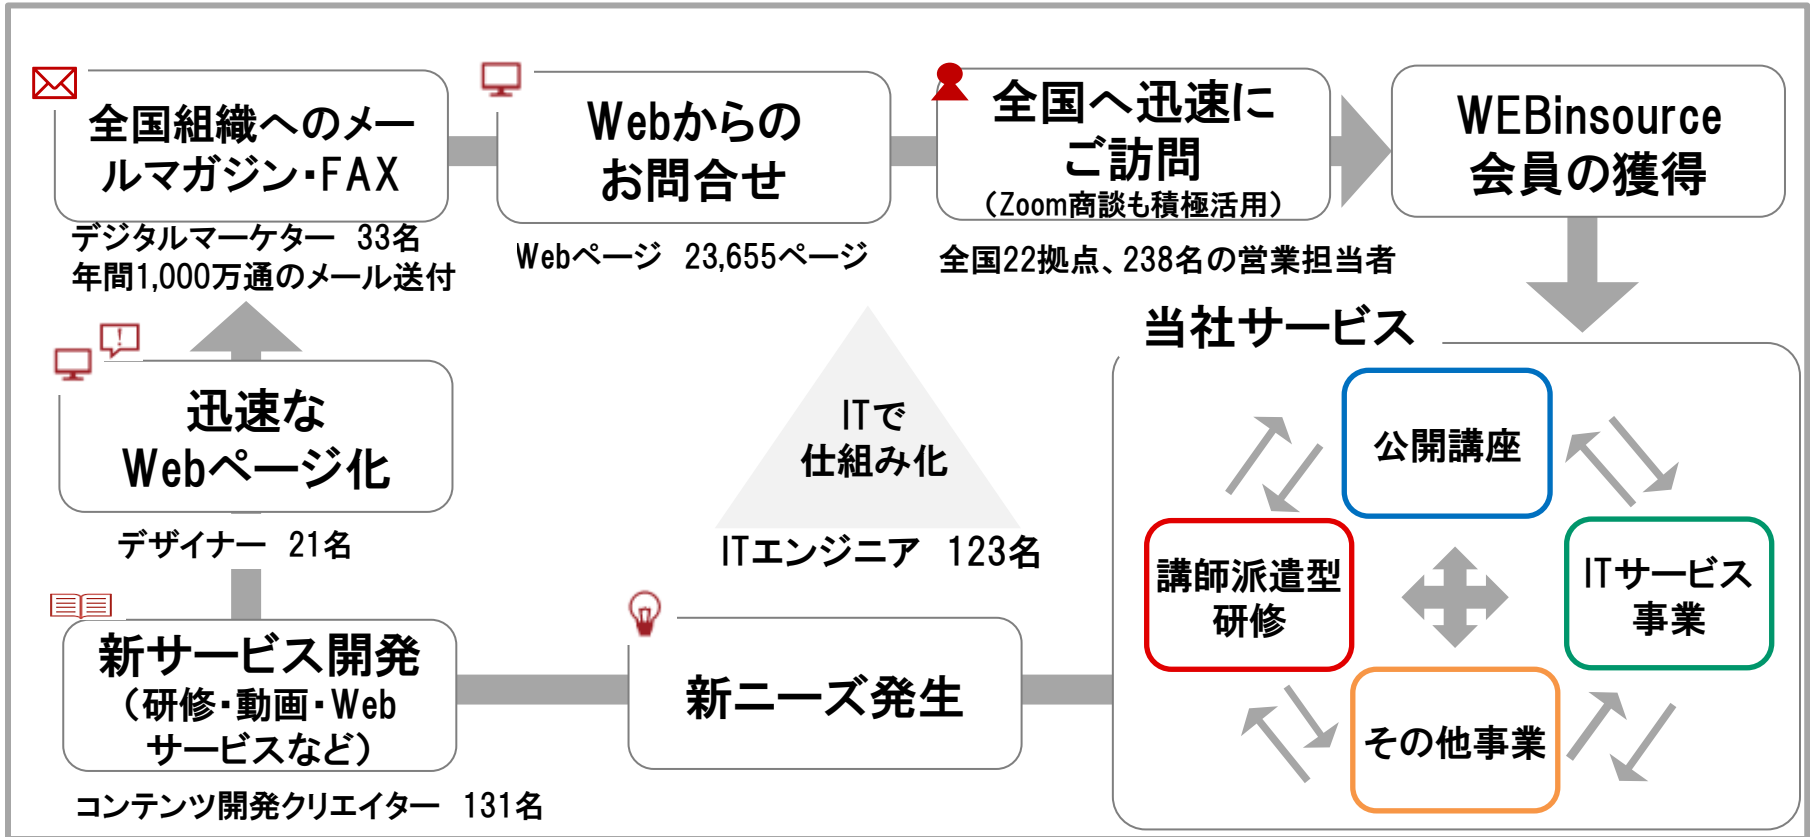 全国組織へのメー
ルマガジン・FAX
デジタルマーケター 33名
年間1,000万通のメール送付
Webからの
お問合せ
Webページ 23,655ページ
全国へ迅速に
ご訪問
（Zoom商談も積極活用）
全国22拠点、238名の営業担当者
WEBinsource
会員の獲得
当社サービス
公開講座
講師派遣型
研修
ITサービス
事業
その他事業
ITで
仕組み化
ITエンジニア 123名
迅速な
Webページ化
デザイナー 21名
新サービス開発
（研修・動画・Web
サービスなど）
コンテンツ開発クリエイター 131名
新ニーズ発生